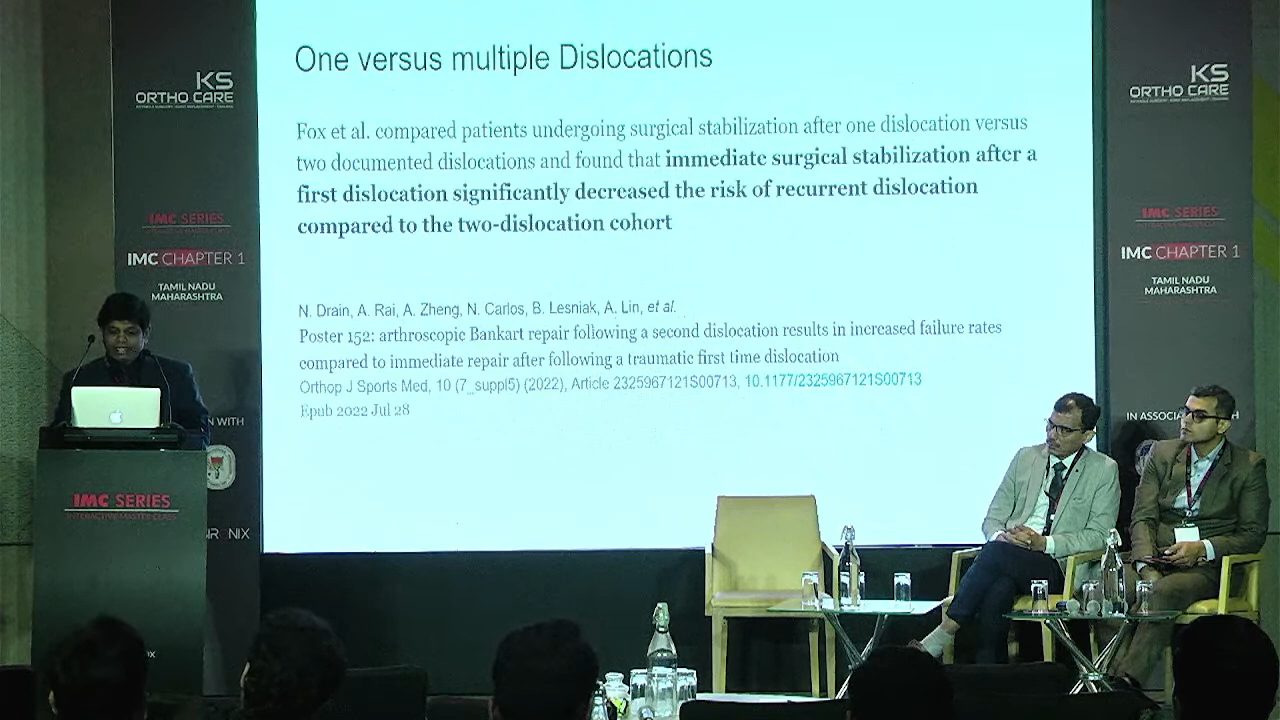 One versus multiple Dislocations
Fox et al. compared patients undergoing surgical stabilization after one dislocation versus
two documented dislocations and found that immediate surgical stabilization after a
first dislocation significantly decreased the risk of recurrent dislocation
compared to the two-dislocation cohort
N. Drain, A. Rai, A. Zheng, N. Carlos, B. Lesniak, A. Lin, et al.
Poster 152: arthroscopic Bankart repair following a second dislocation results in increased failure rates
compared to immediate repair after following a traumatic first time dislocation
Orthop J Sports Med, 10 (7_suppl5) (2022), Article 2325967121S00713, 10.1177/2325967121S00713
Epub 2022 Jul 28
KS
ORTHO CARE
IMC SERIES
IMC CHAPTER 1
TAMIL NADU
MAHARASHTRA
N WITH
IMC SERIES
INTERACTIVE MASTER CLASS
KS
ORTHO CARE
IMC SERIES
IMC CHAPTER 1
TAMIL NADU
MAHARASHTRA
IN ASSOCIA